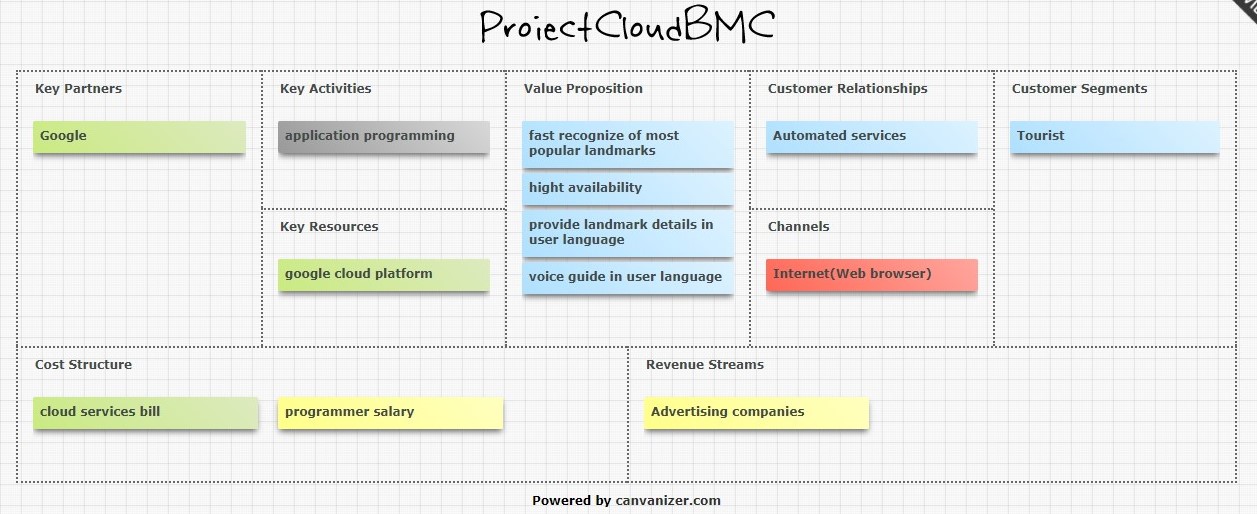 ProjectCloudBMC
Key Partners
Google
Key Activities
application programming
Key Resources
google cloud platform
Value Proposition
fast recognize of most
popular landmarks
hight availability
provide landmark details in
user language
voice guide in user language
Customer Relationships
Automated services
Channels
Internet(Web browser)
Customer Segments
Tourist
Cost Structure
cloud services bill
programmer salary
Revenue Streams
Advertising companies
Powered by canvanizer.com